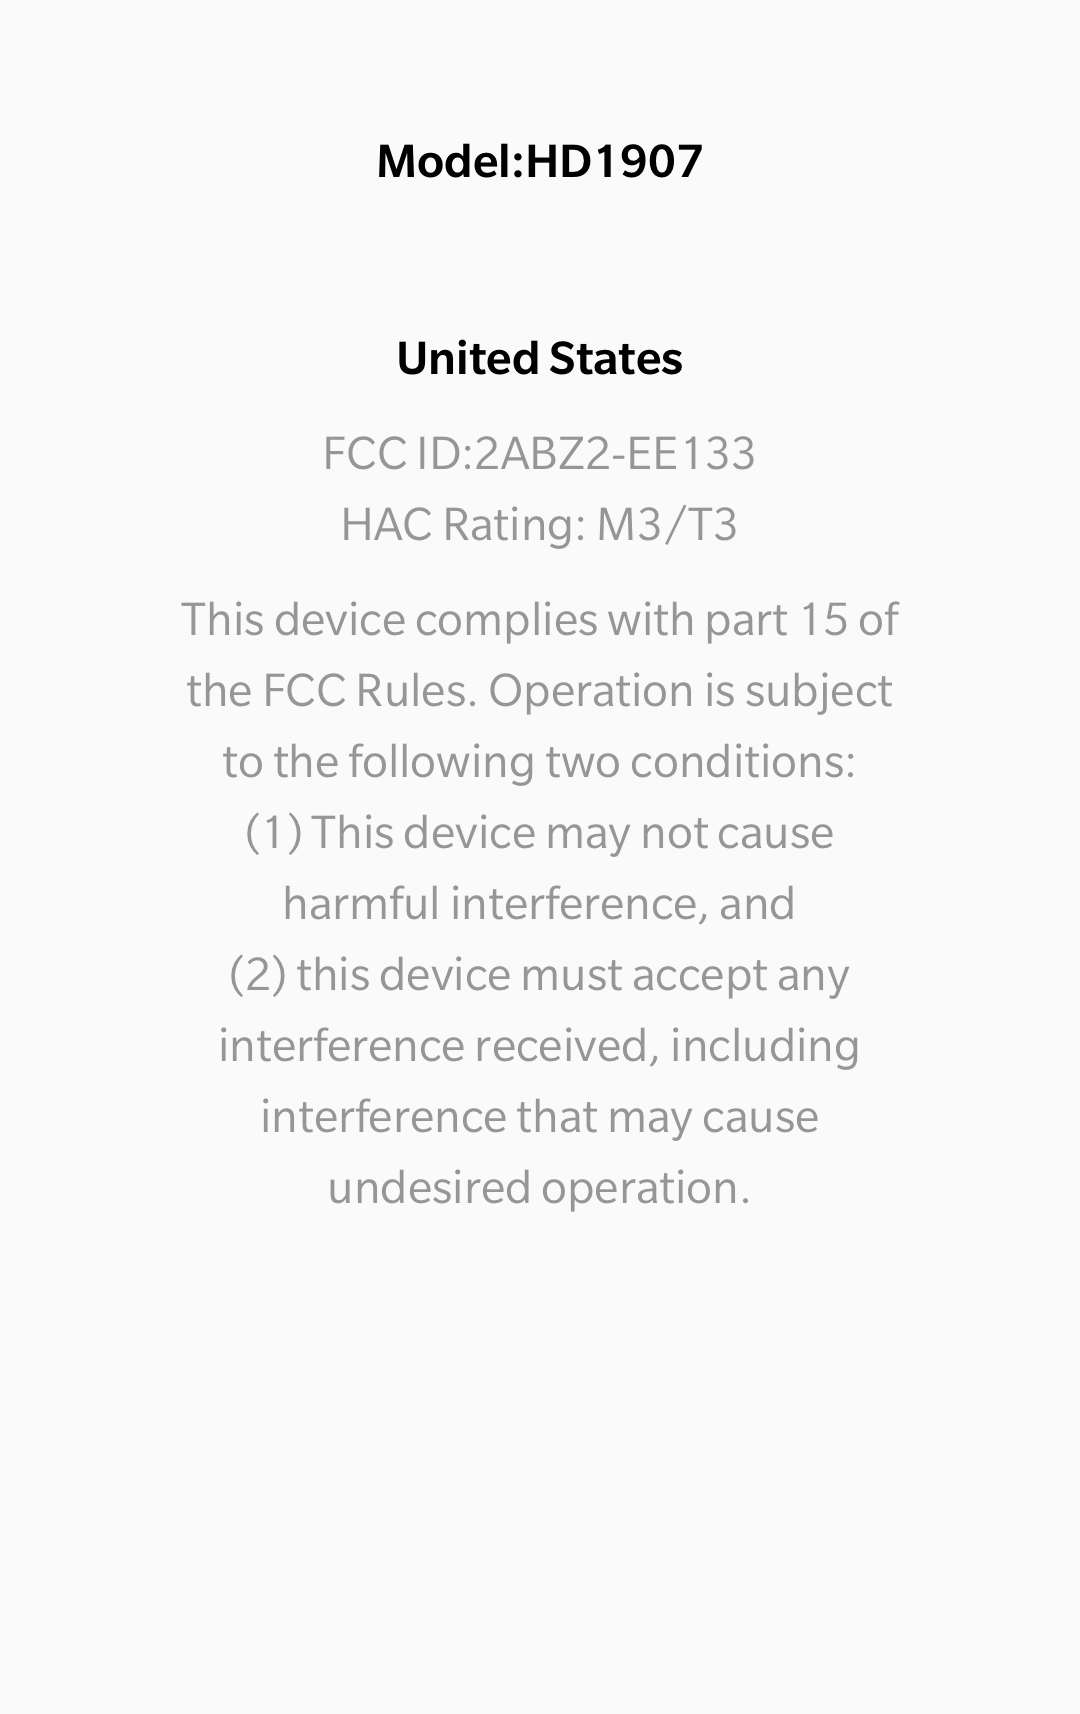 Model:HD1907
United States
FCC ID:2ABZ2-EE133
HAC Rating: M3/T3
This device complies with part 15 of
the FCC Rules. Operation is subject
to the following two conditions:
(1) This device may not cause
harmful interference, and
(2) this device must accept any
interference received, including
interference that may cause
undesired operation.